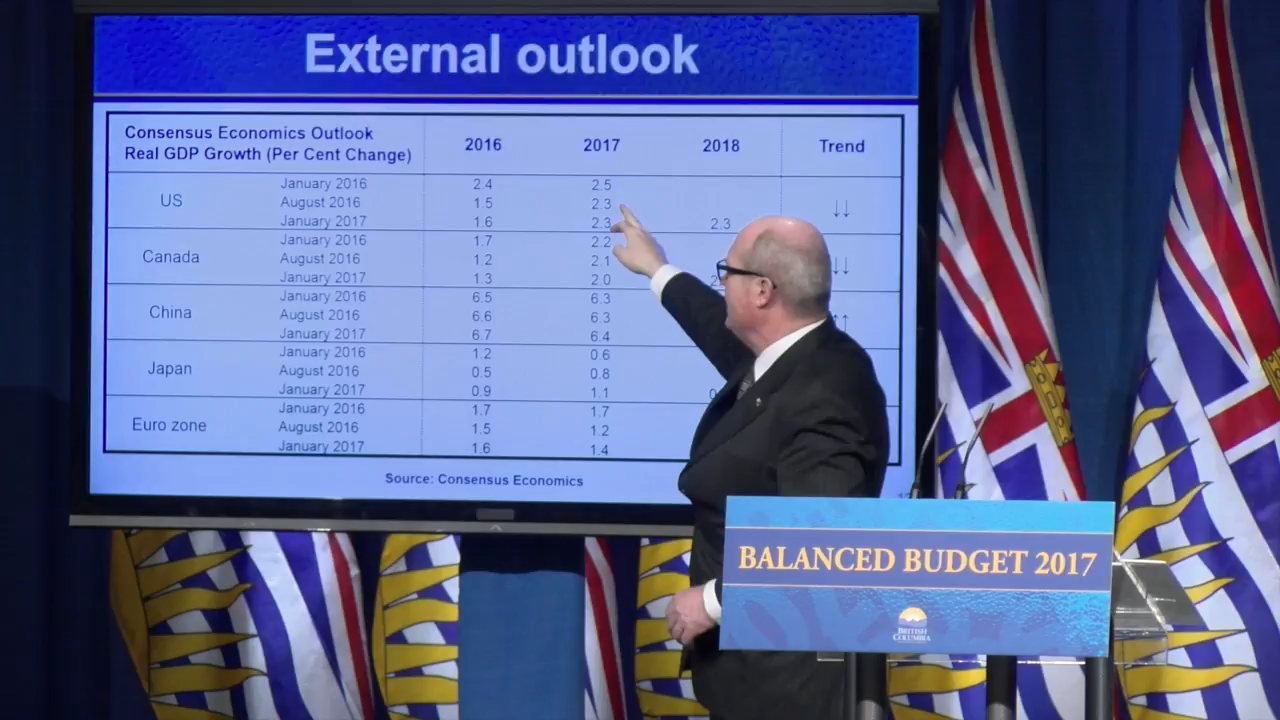 External outlook
Consensus Economics Outlook
Real GDP Growth (Per Cent Change) 2016 2017 2018 Trend
US January 2016 2.4 2.5
August 2016 1.5 2.3 ↓↓
January 2017 1.6 2.3 2.3
Canada January 2016 1.7 2.2
August 2016 1.2 2.1 ↓↓
January 2017 1.3 2.0
China January 2016 6.5 6.3
August 2016 6.6 6.3
January 2017 6.7 6.4
Japan January 2016 1.2 0.6
August 2016 0.5 0.8
January 2017 0.9 1.1
Euro zone January 2016 1.7 1.7
August 2016 1.5 1.2
January 2017 1.6 1.4
Source: Consensus Economics
BALANCED BUDGET 2017
BRITISH
COLUMBIA